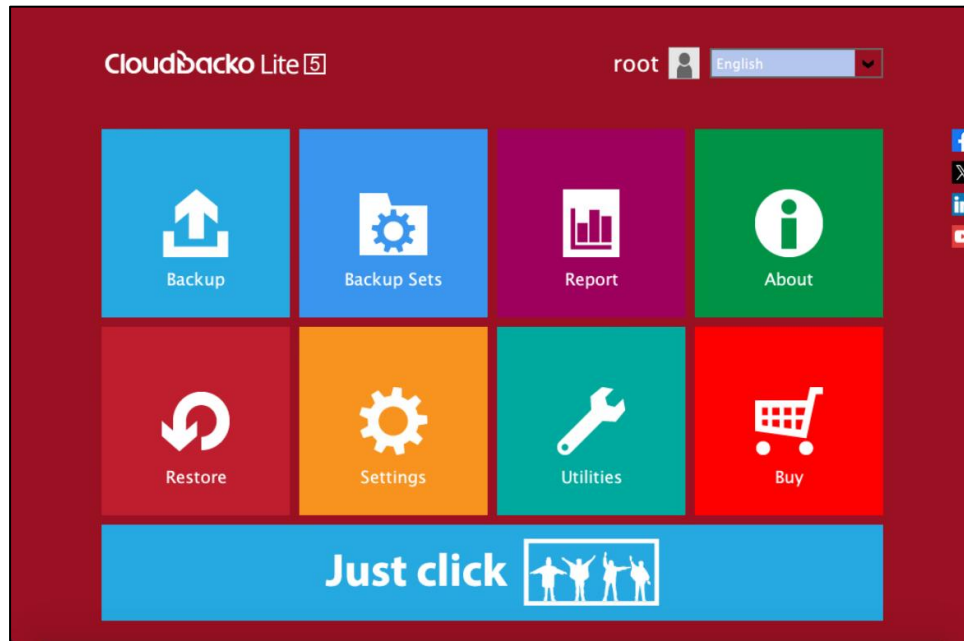 CloudBacko Lite 5
root
English
Backup
Backup Sets
Report
About
Restore
Settings
Utilities
Buy
Just click